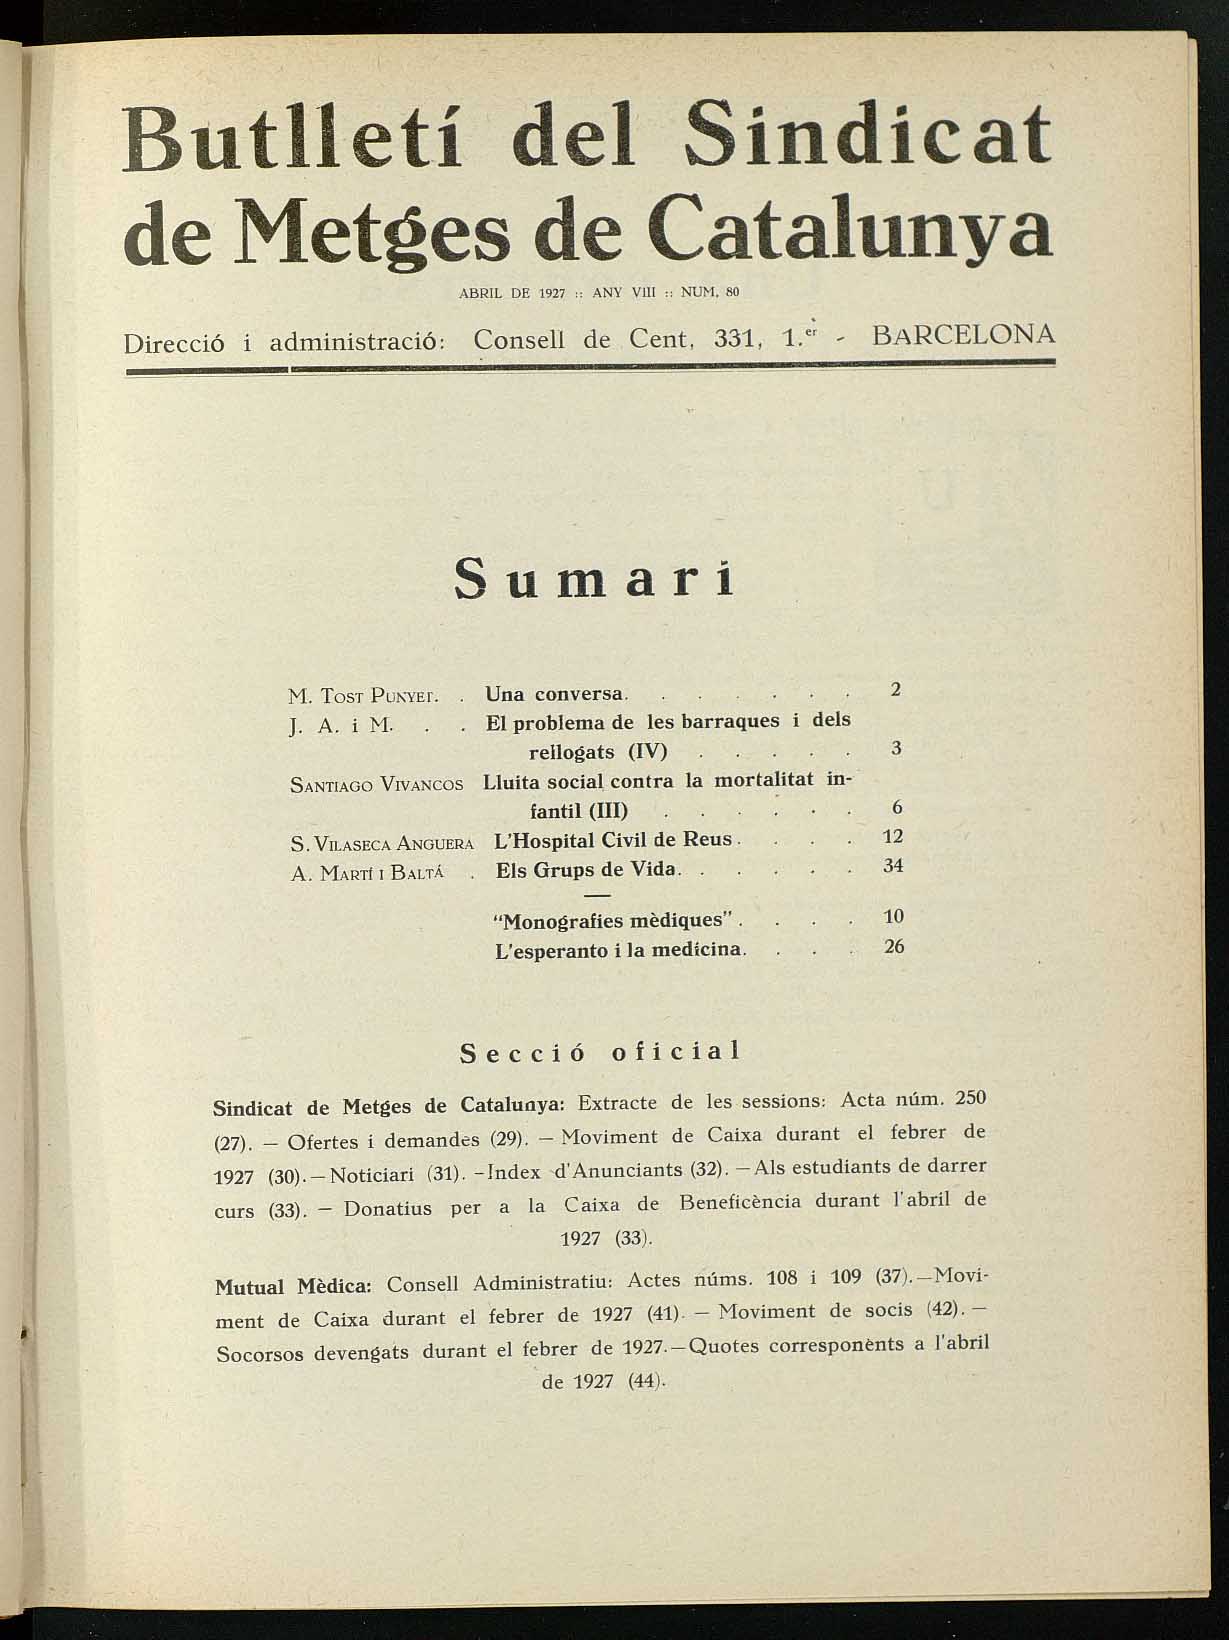 Butlletí del Sindicat
de Metges de Catalunya
ABRIL DE 1927 :: ANY VIII :: NUM. 80
Direcció i administració: Consell de Cent, 331, 1.er - BARCELONA
Sumari
M. TOST PUNYET. . Una conversa. . . . . . . 2
J. A. i M. . . El problema de les barraques i dels
rellogats (IV) . . . . . 3
SANTIAGO VIVANCOS Lluita social contra la mortalitat in-
fantil (III) . . . . . . 6
S. VILASECA ANGUERA L'Hospital Civil de Reus . . . . 12
A. MARTÍ I BALTÁ . Els Grups de Vida. . . . . . 34
—
“Monografies mèdiques” . . . . 10
L'esperanto i la medicina. . . . 26
Secció oficial
Sindicat de Metges de Catalunya: Extracte de les sessions: Acta núm. 250
(27). — Ofertes i demandes (29). — Moviment de Caixa durant el febrer de
1927 (30).—Noticiari (31). -Index d'Anunciants (32). —Als estudiants de darrer
curs (33). — Donatius per a la Caixa de Beneficència durant l'abril de
1927 (33).
Mutual Mèdica: Consell Administratiu: Actes núms. 108 i 109 (37).—Movi-
ment de Caixa durant el febrer de 1927 (41). — Moviment de socis (42). —
Socorsos devengats durant el febrer de 1927.—Quotes corresponènts a l'abril
de 1927 (44).